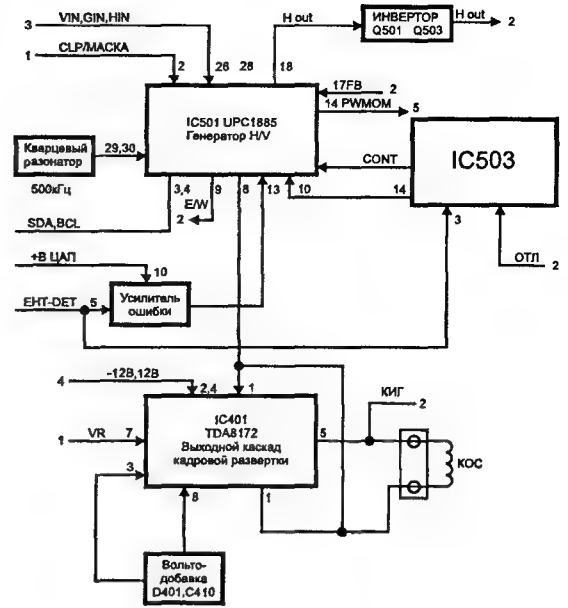 3 VIN,GIN,HIN
H out
ИНВЕРТОР
Q501 Q503
H out
2
1 CLP/МАСКА
2
26 28 18
IC501 UPC1885
Генератор H/V
17FB 2
14 PWMOM 5
Кварцевый
разонатор
500кГц
29,30
CONT
IC503
3,4 9 8 13 10
14
E/W
2
3
SDA,BCL
ОТЛ 2
+В ЦАП
10
EHT-DET 5
Усилитель
ошибки
4 -12В,12В
2,4 1
IC401
TDA8172
Выходной каскад
кадровой развертки
1 VR 7
3
5
КИГ
2
КОС
8 1
Вольто-
добавка
D401,C410